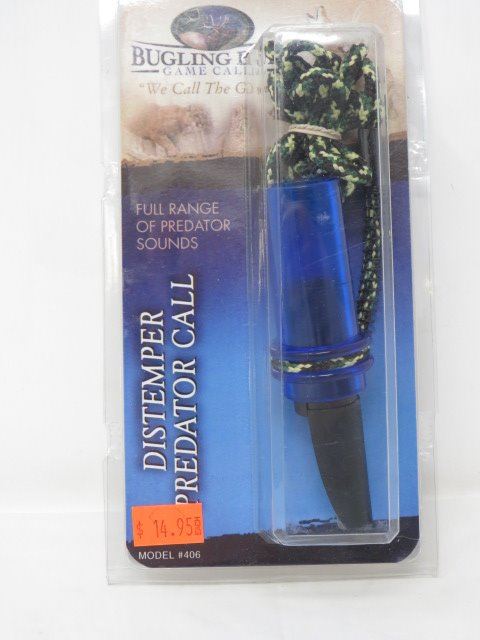 BUGLING
GAME CALL
"We Call The
FULL RANGE
OF PREDATOR
SOUNDS
DISTEMPER
PREDATOR CALL
$ 14.95
MODEL #406